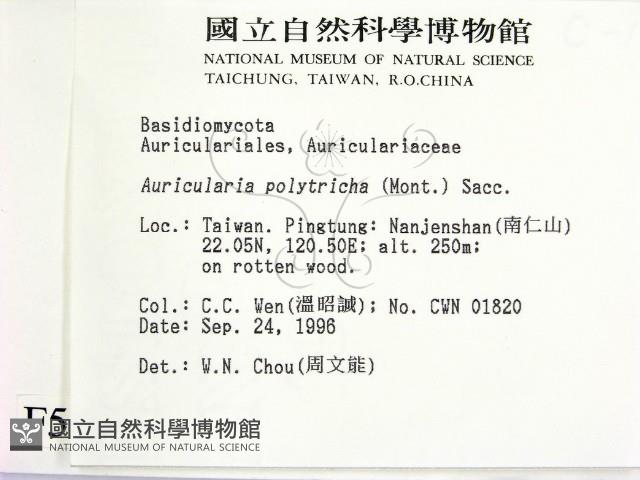 國立自然科學博物館
NATIONAL MUSEUM OF NATURAL SCIENCE
TAICHUNG, TAIWAN, R.O.CHINA
Basidiomycota
Auriculariales, Auriculariaceae
Auricularia polytricha (Mont.) Sacc.
Loc.: Taiwan. Pingtung: Nanjenshan(南仁山)
22.05N, 120.50E; alt. 250m;
on rotten wood.
Col.: C.C. Wen(溫昭誠); No. CWN 01820
Date: Sep. 24, 1996
Det.: W.N. Chou(周文能)
F5
國立自然科學博物館
NATIONAL MUSEUM OF NATURAL SCIENCE